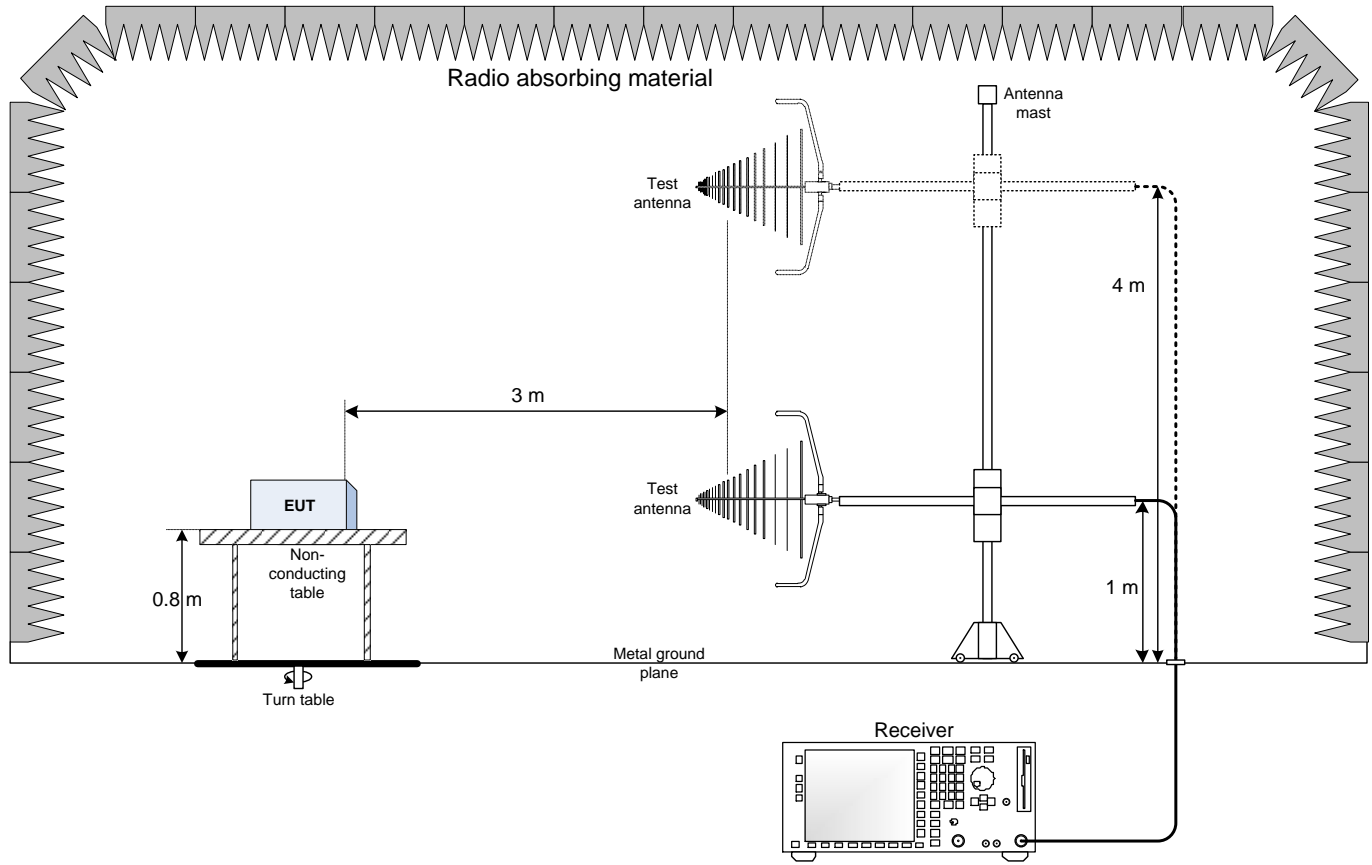 Radio absorbing material
Antenna
mast
Test
antenna
4 m
3 m
Test
antenna
EUT
Non-
conducting
table
0.8 m
1 m
Metal ground
plane
Turn table
Receiver